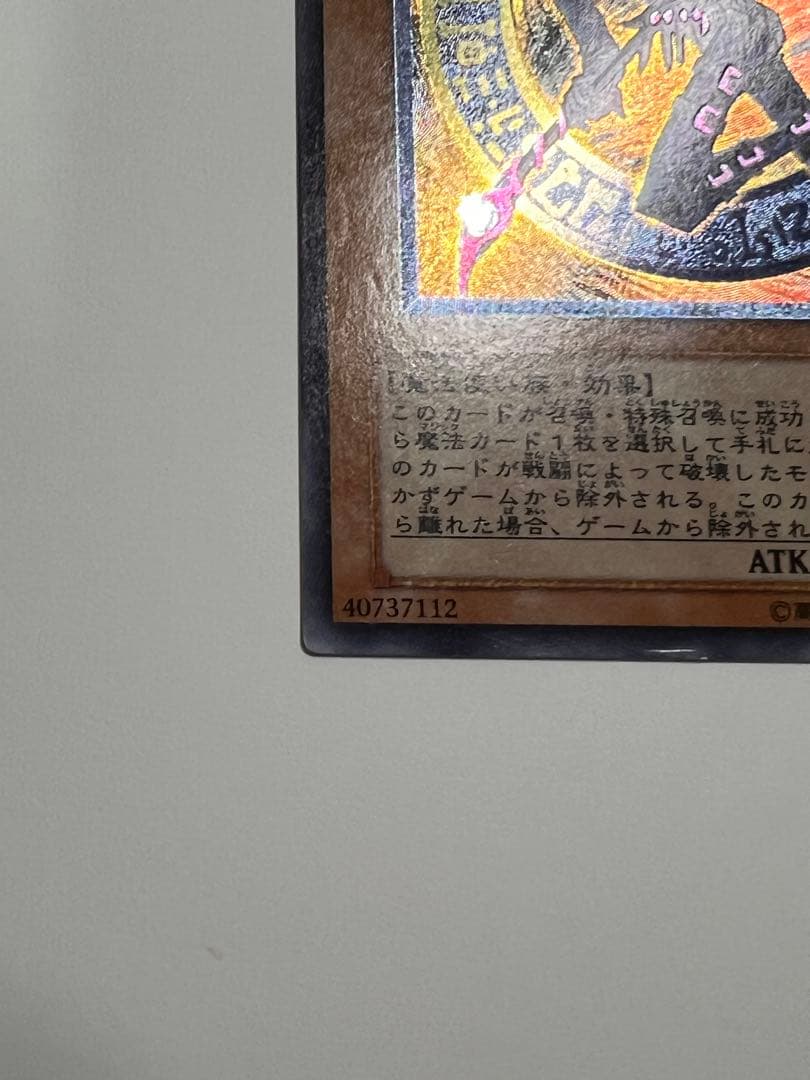 [魔法使い族・効果]
このカードが召喚・特殊召喚に成功
ら魔法カード1枚を選択して手札に
のカードが戦闘によって破壊したモ
かずゲームから除外される。このカ
ら離れた場合、ゲームから除外され
ATK
40737112
©